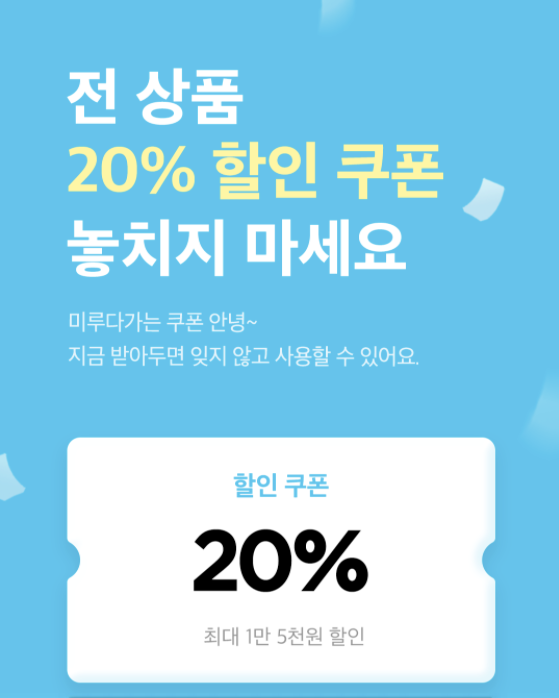 전 상품
20% 할인 쿠폰
놓치지 마세요
미루다가는 쿠폰 안녕~
지금 받아두면 잊지 않고 사용할 수 있어요.
할인 쿠폰
20%
최대 1만 5천원 할인